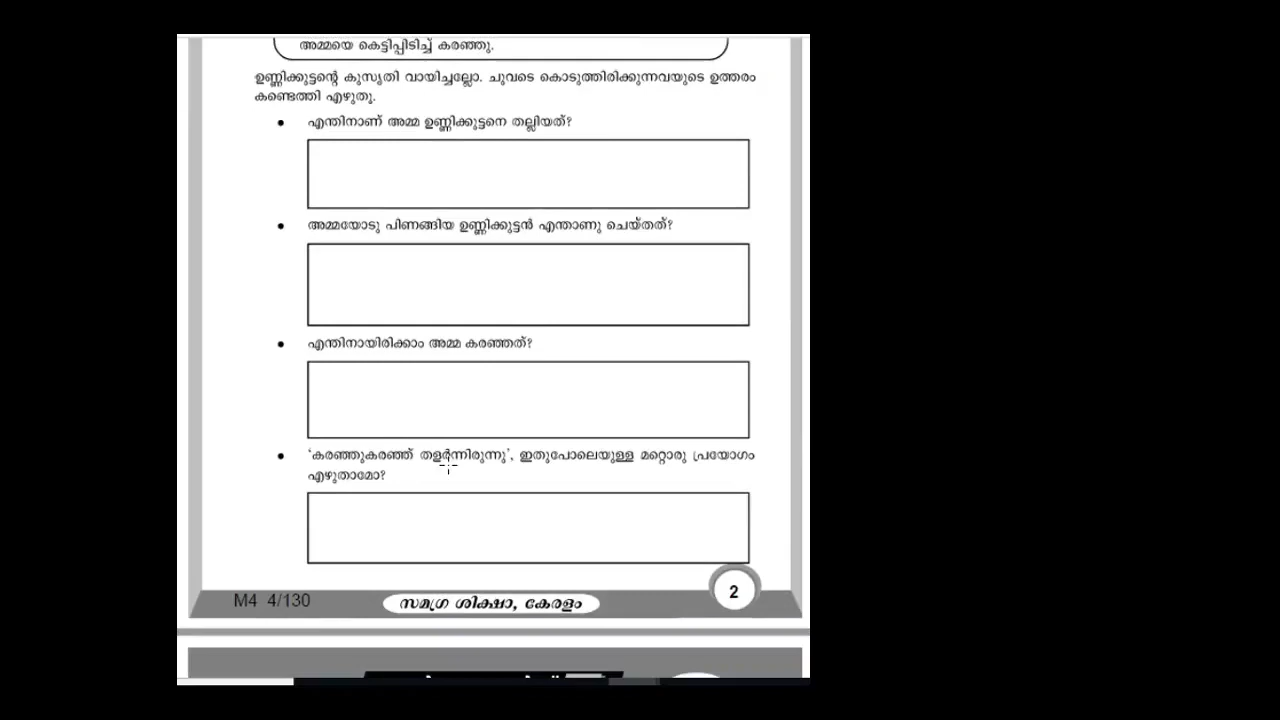 അമ്മയെ കെട്ടിപ്പിടിച്ച് കരഞ്ഞു.
ഉണ്ണിക്കുട്ടന്റെ കുസൃതി വായിച്ചല്ലോ. ചുവടെ കൊടുത്തിരിക്കുന്നവയുടെ ഉത്തരം
കണ്ടെത്തി എഴുതു.
• എന്തിനാണ് അമ്മ ഉണ്ണിക്കുട്ടനെ തല്ലിയത്?
• അമ്മയോടു പിണങ്ങിയ ഉണ്ണിക്കുട്ടൻ എന്താണു ചെയ്തത്?
• എന്തിനായിരിക്കാം അമ്മ കരഞ്ഞത്?
• ‘കരഞ്ഞുകരഞ്ഞ് തളർന്നിരുന്നു’, ഇതുപോലെയുള്ള മറ്റൊരു പ്രയോഗം
എഴുതാമോ?
M4 4/130
സമഗ്ര ശിക്ഷാ, കേരളം
2